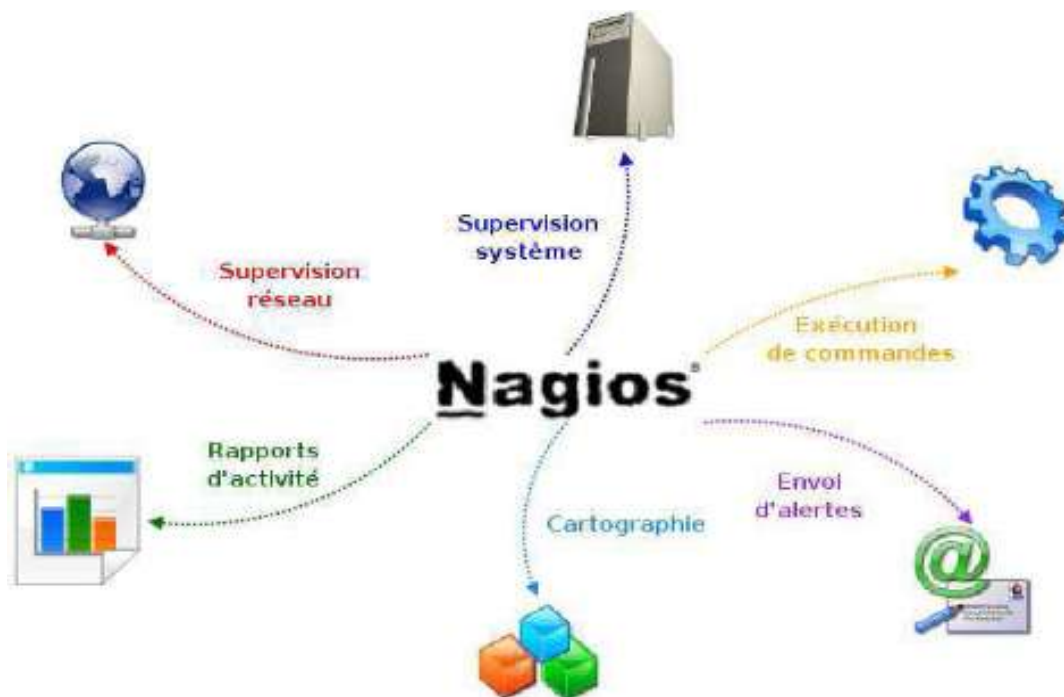 Supervision
système
Supervision
réseau
Exécution
de commandes
Nagios®
Rapports
d'activité
Envoi
d'alertes
Cartographie